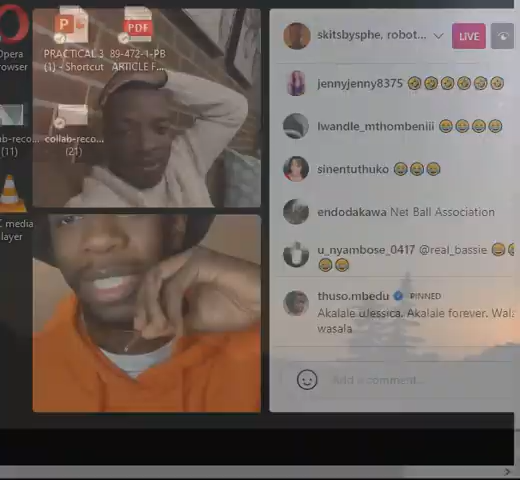 Opera
rowser
PRACTICAL 3
(1) - Shortcut
89-472-1-PB
ARTICLE F...
PDF
P
ab-reco...
(11)
collab-reco...
(21)
C media
layer
skitsbysphe, robot...
LIVE
jennyjenny8375 🤣🤣🤣🤣🤣🤣
lwandle_mthombeniii 😂😂😂😂
sinentuthuko 😂😂😂
endodakawa Net Ball Association
u_nyambose_0417 @real_bassie 😂
😂😂
thuso.mbedu PINNED
Akalale uJessica. Akalale forever. Wal
wasala
Add a comment...